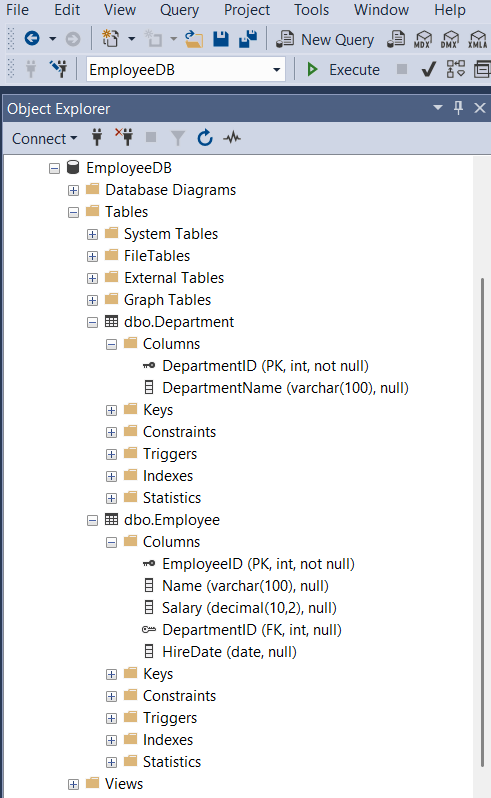 File Edit View Query Project Tools Window Help
New Query MDX DMX XMLA
EmployeeDB Execute
Object Explorer
Connect
EmployeeDB
Database Diagrams
Tables
System Tables
FileTables
External Tables
Graph Tables
dbo.Department
Columns
DepartmentID (PK, int, not null)
DepartmentName (varchar(100), null)
Keys
Constraints
Triggers
Indexes
Statistics
dbo.Employee
Columns
EmployeeID (PK, int, not null)
Name (varchar(100), null)
Salary (decimal(10,2), null)
DepartmentID (FK, int, null)
HireDate (date, null)
Keys
Constraints
Triggers
Indexes
Statistics
Views